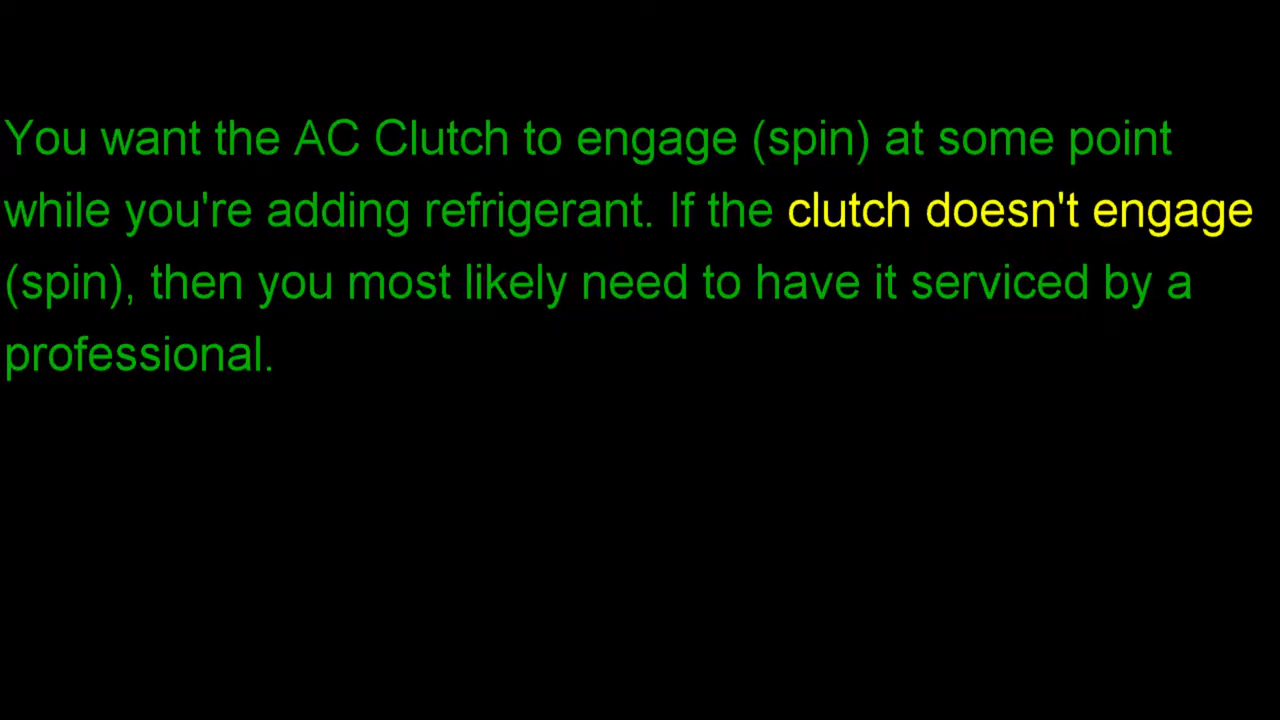 You want the AC Clutch to engage (spin) at some point
while you're adding refrigerant. If the clutch doesn't engage
(spin), then you most likely need to have it serviced by a
professional.